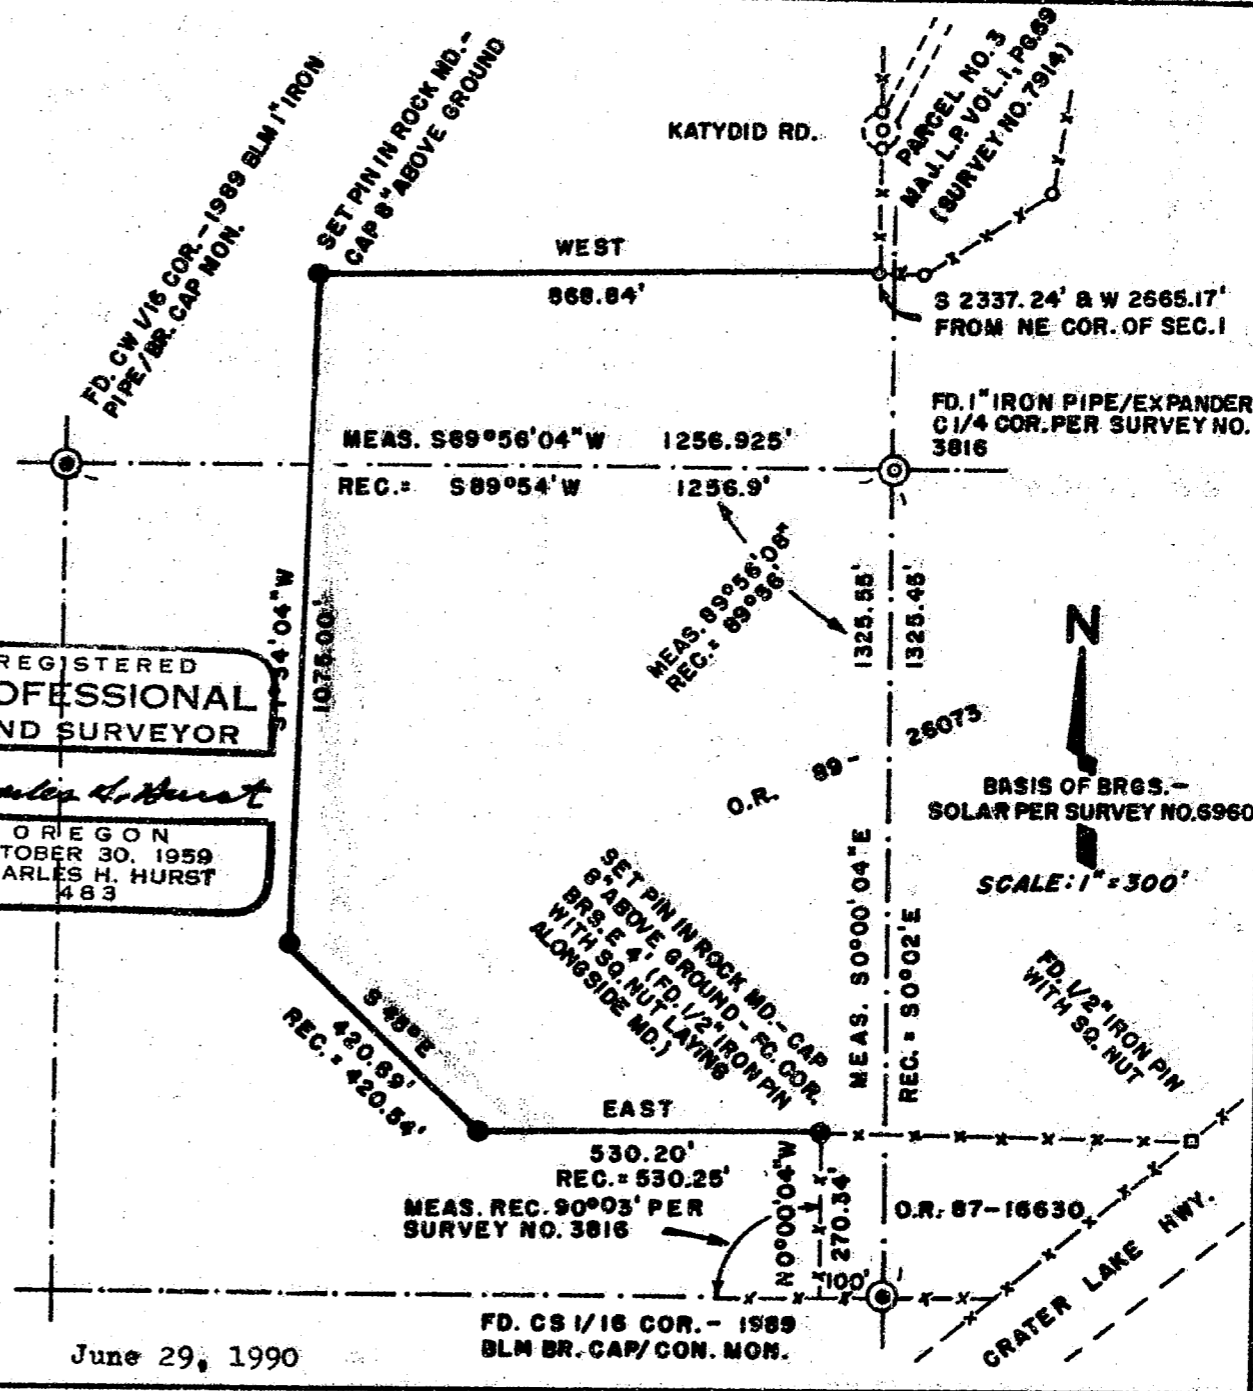 FD. CW 1/16 COR. - 1989 BLM 1" IRON
PIPE/BR. CAP MON.
SET PIN IN ROCK MD. -
CAP 8" ABOVE GROUND
KATYDID RD.
PARCEL NO. 3
MAJ. L.P. VOL. 1, PG. 69
(SURVEY NO. 7914)
WEST
868.84'
S 2337.24' & W 2665.17'
FROM NE COR. OF SEC. 1
FD. 1" IRON PIPE/EXPANDER
C 1/4 COR. PER SURVEY NO.
3816
MEAS. S89°56'04"W 1256.925'
REC.= S89°54'W 1256.9'
MEAS. 89°56'08"
REC.= 89°56'
1325.55'
1325.45'
S1°34'04"W
1075.00'
REGISTERED
OFESSIONAL
ND SURVEYOR
OREGON
TOBER 30, 1959
ARLES H. HURST
483
N
BASIS OF BRGS. -
SOLAR PER SURVEY NO. 6960
SCALE: 1" = 300'
O.R. 89 - 26073
SET PIN IN ROCK MD. - CAP
8" ABOVE GROUND - FC. COR.
BRS. E 4' (FD. 1/2" IRON PIN
WITH SQ. NUT LAYING
ALONGSIDE MD.)
MEAS. S0°00'04"E
REC.= S0°02'E
FD. 1/2" IRON PIN
WITH SQ. NUT
S 45° E
420.69'
REC.= 420.54'
EAST
530.20'
REC.= 530.25'
MEAS. REC. 90°03' PER
SURVEY NO. 3816
N0°00'04"W
270.34'
100'
O.R. 87-16630
CRATER LAKE HWY.
FD. CS 1/16 COR. - 1989
BLM BR. CAP/CON. MON.
June 29, 1990